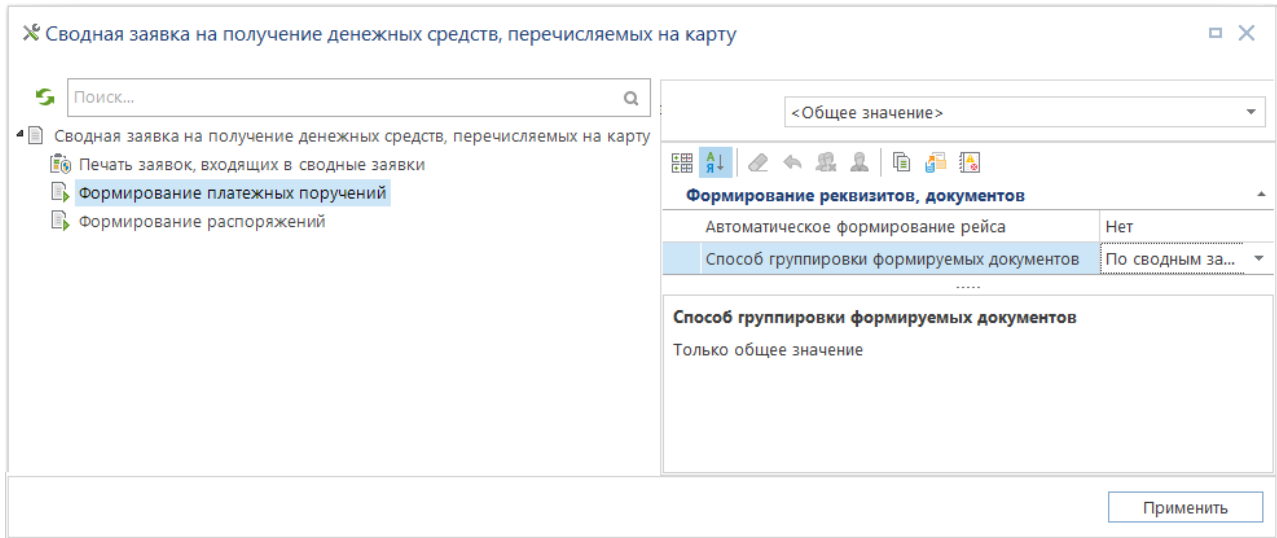 Сводная заявка на получение денежных средств, перечисляемых на карту
Поиск...
Сводная заявка на получение денежных средств, перечисляемых на карту
Печать заявок, входящих в сводные заявки
Формирование платежных поручений
Формирование распоряжений
<Общее значение>
Формирование реквизитов, документов
Автоматическое формирование рейса Нет
Способ группировки формируемых документов По сводным за...
Способ группировки формируемых документов
Только общее значение
Применить